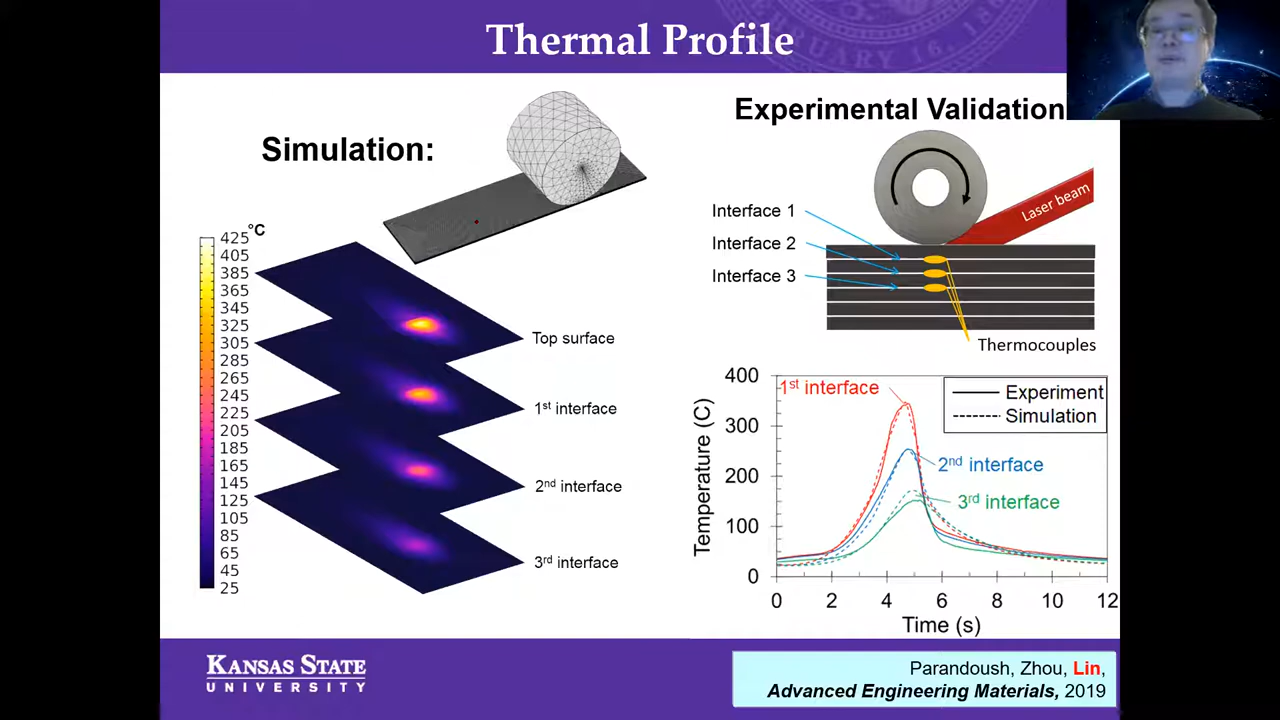 Thermal Profile
Simulation:
°C
425
405
385
365
345
325
305
285
265
245
225
205
185
165
145
125
105
85
65
45
25
Top surface
1st interface
2nd interface
3rd interface
Experimental Validation
Interface 1
Interface 2
Interface 3
Laser beam
Thermocouples
Temperature (C)
400
300
200
100
0
1st interface
2nd interface
3rd interface
Experiment
Simulation
0 2 4 6 8 10 12
Time (s)
KANSAS STATE
UNIVERSITY
Parandoush, Zhou, Lin,
Advanced Engineering Materials, 2019